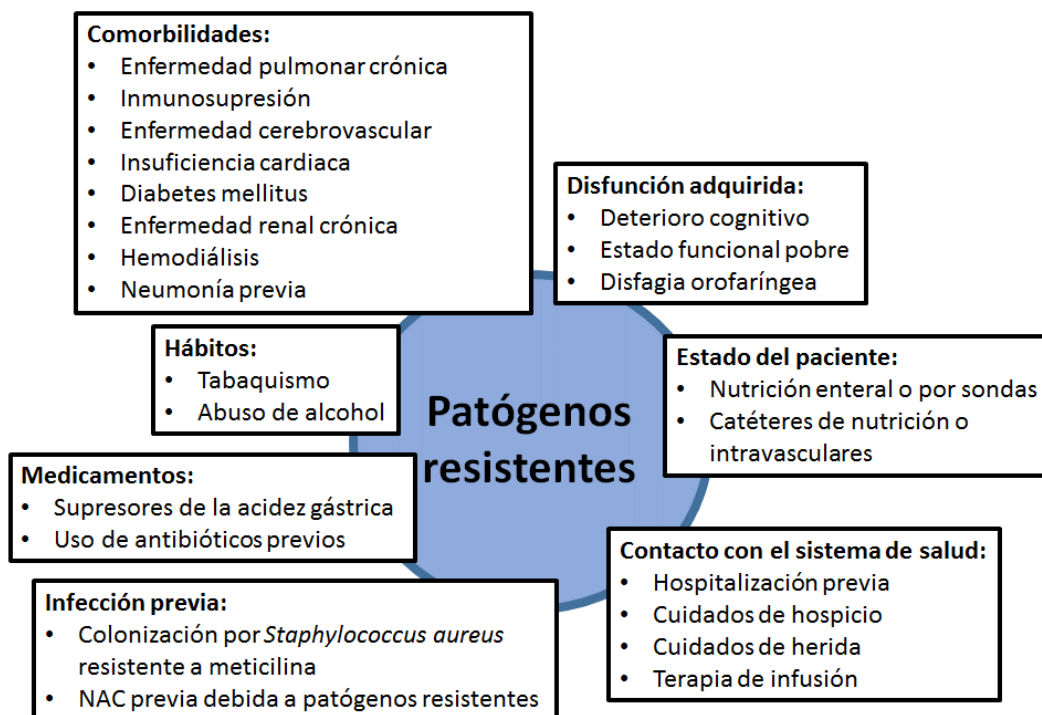 Comorbilidades:
• Enfermedad pulmonar crónica
• Inmunosupresión
• Enfermedad cerebrovascular
• Insuficiencia cardiaca
• Diabetes mellitus
• Enfermedad renal crónica
• Hemodiálisis
• Neumonía previa
Disfunción adquirida:
• Deterioro cognitivo
• Estado funcional pobre
• Disfagia orofaríngea
Hábitos:
• Tabaquismo
• Abuso de alcohol
Estado del paciente:
• Nutrición enteral o por sondas
• Catéteres de nutrición o
intravasculares
Patógenos
resistentes
Medicamentos:
• Supresores de la acidez gástrica
• Uso de antibióticos previos
Contacto con el sistema de salud:
• Hospitalización previa
• Cuidados de hospicio
• Cuidados de herida
• Terapia de infusión
Infección previa:
• Colonización por Staphylococcus aureus
resistente a meticilina
• NAC previa debida a patógenos resistentes